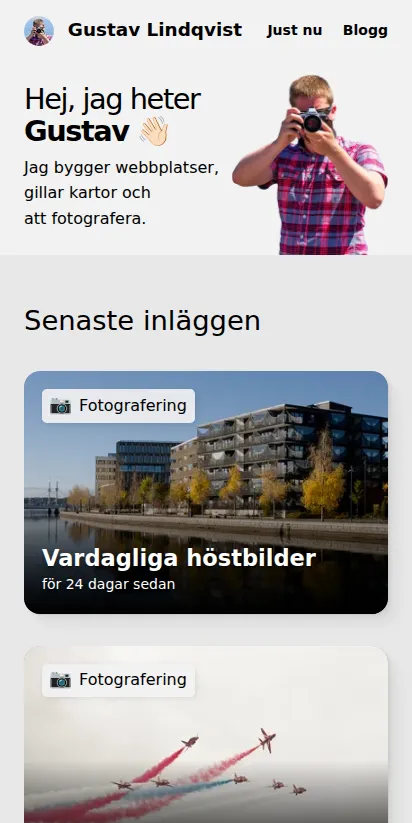 Gustav Lindqvist Just nu Blogg
Hej, jag heter
Gustav 👋🏻
Jag bygger webbplatser,
gillar kartor och
att fotografera.
Senaste inläggen
📷 Fotografering
Vardagliga höstbilder
för 24 dagar sedan
📷 Fotografering